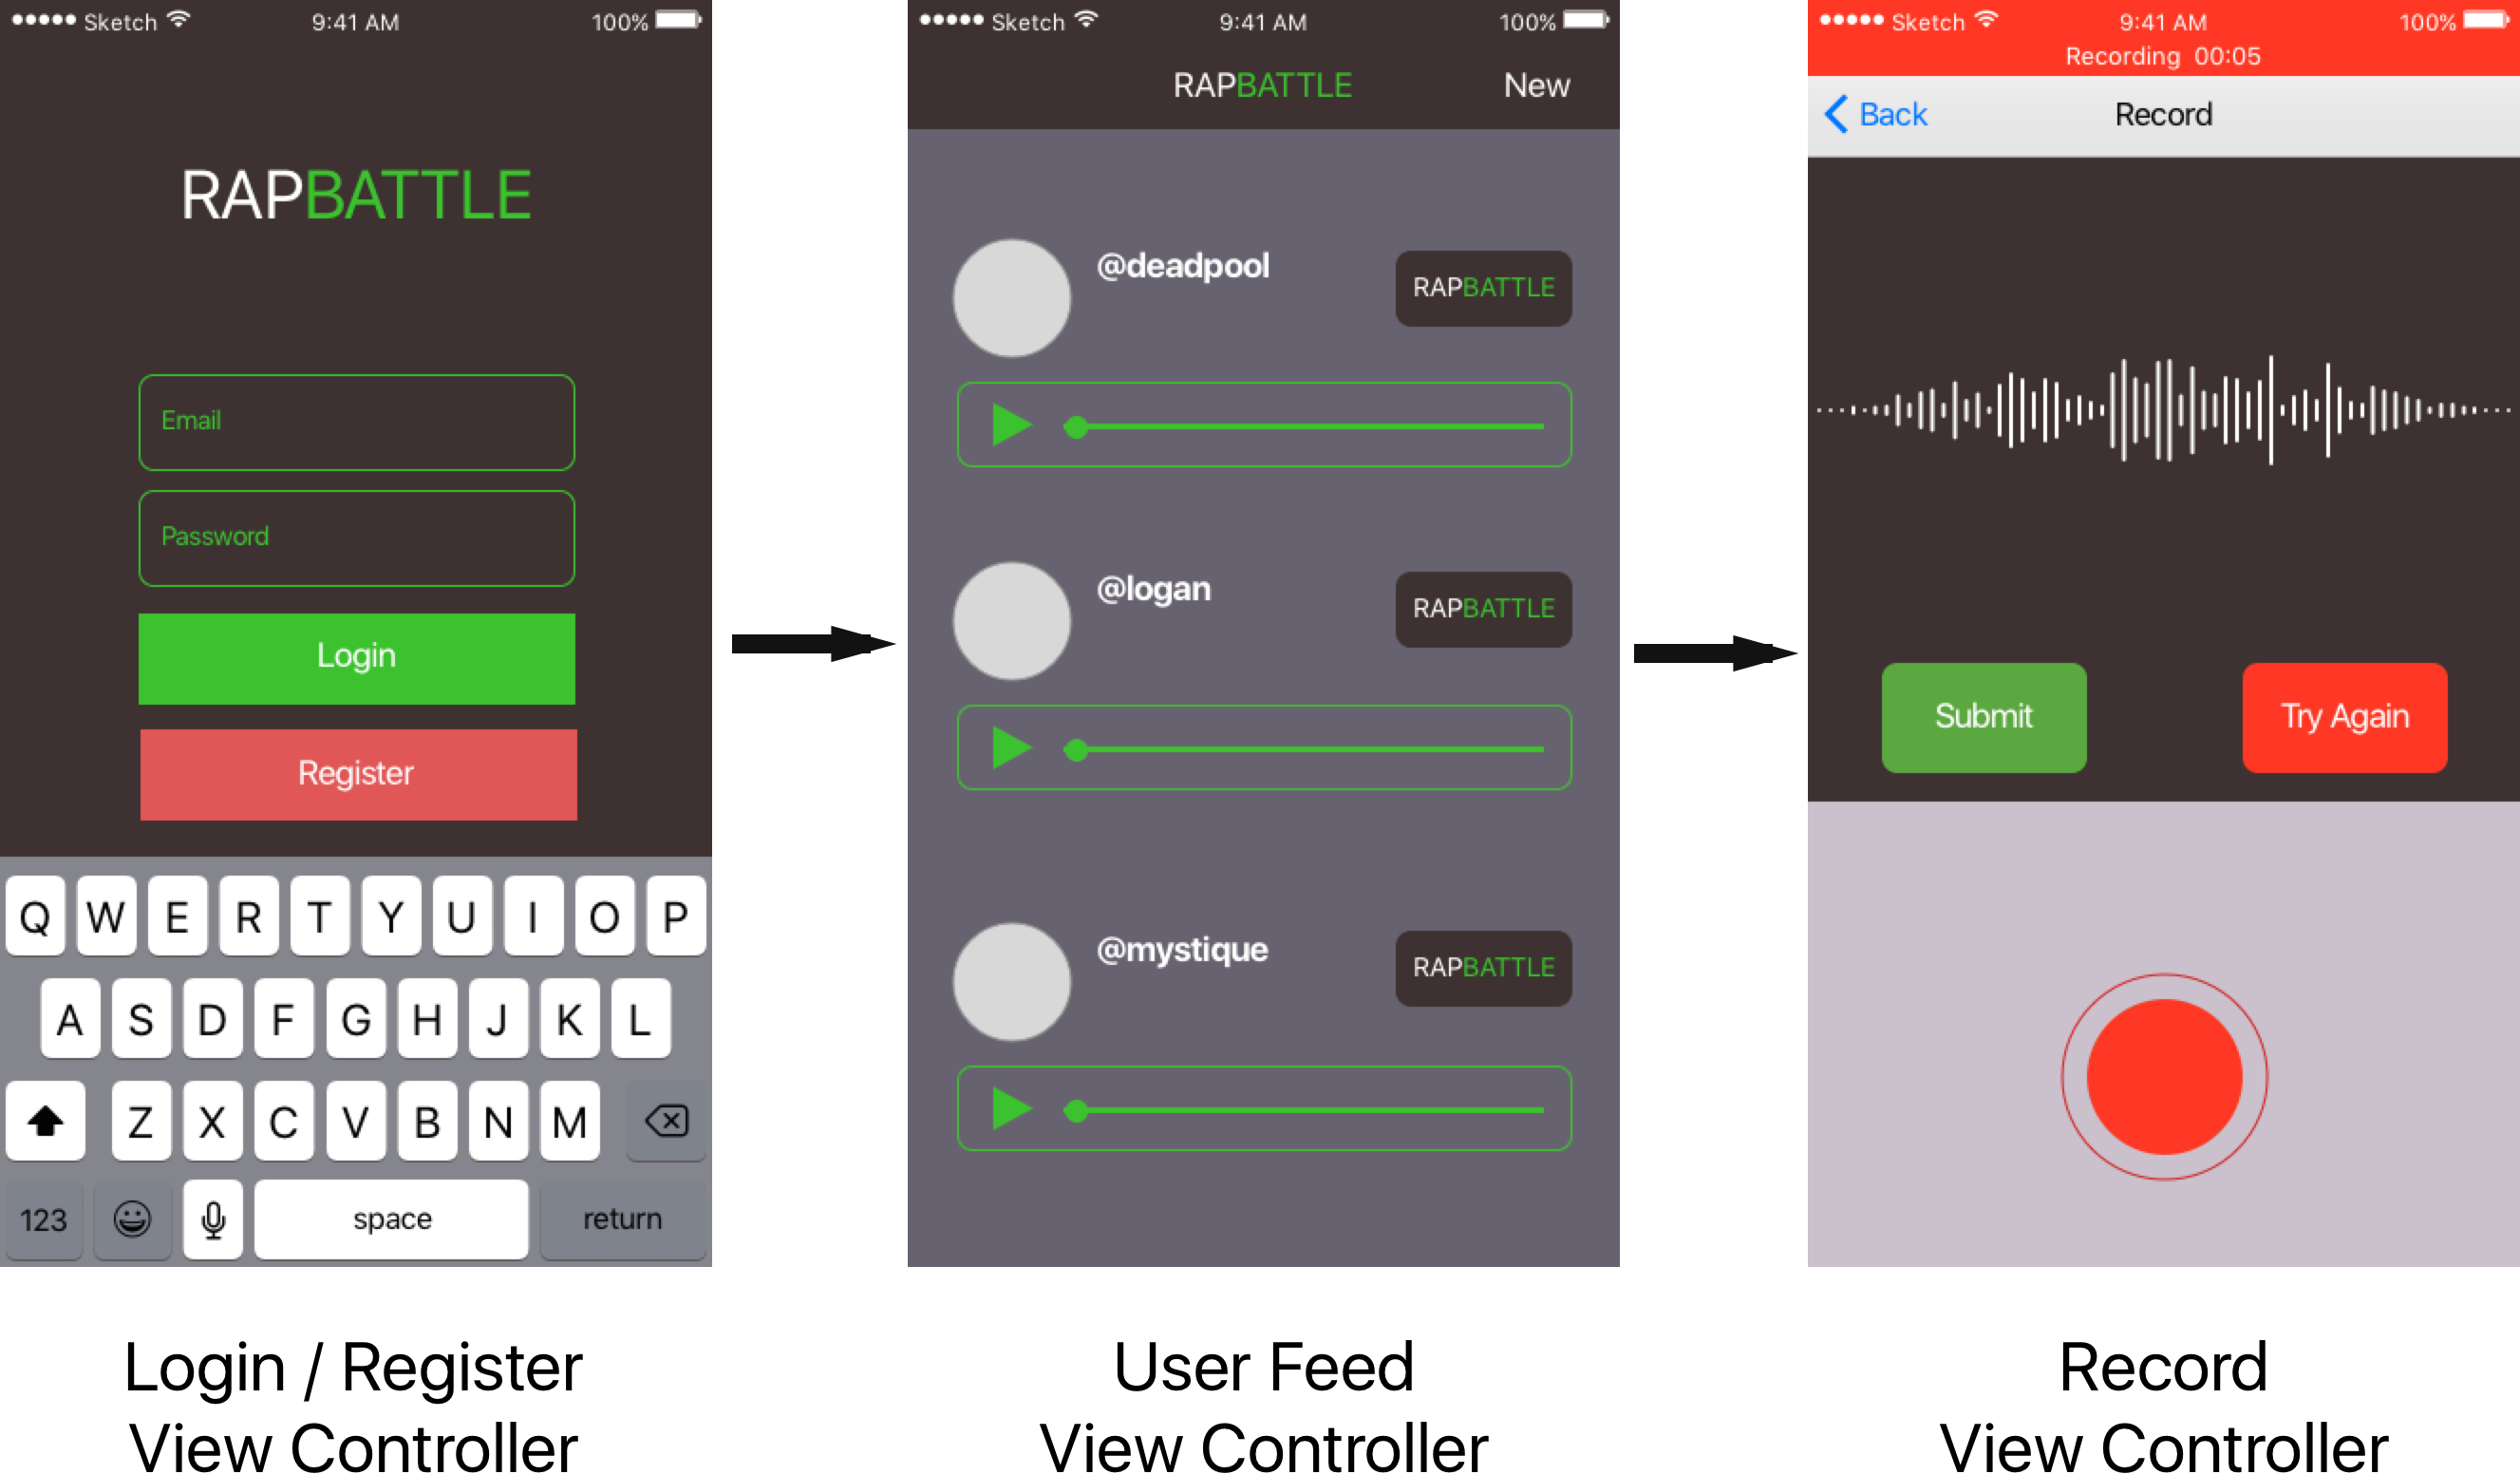 Sketch 9:41 AM 100%
RAPBATTLE
Email
Password
Login
Register
Q W E R T Y U I O P
A S D F G H J K L
Z X C V B N M
123 space return
Login / Register
View Controller
Sketch 9:41 AM 100%
RAPBATTLE New
@deadpool RAPBATTLE
@logan RAPBATTLE
@mystique RAPBATTLE
User Feed
View Controller
Sketch 9:41 AM 100%
Recording 00:05
Back Record
Submit Try Again
Record
View Controller